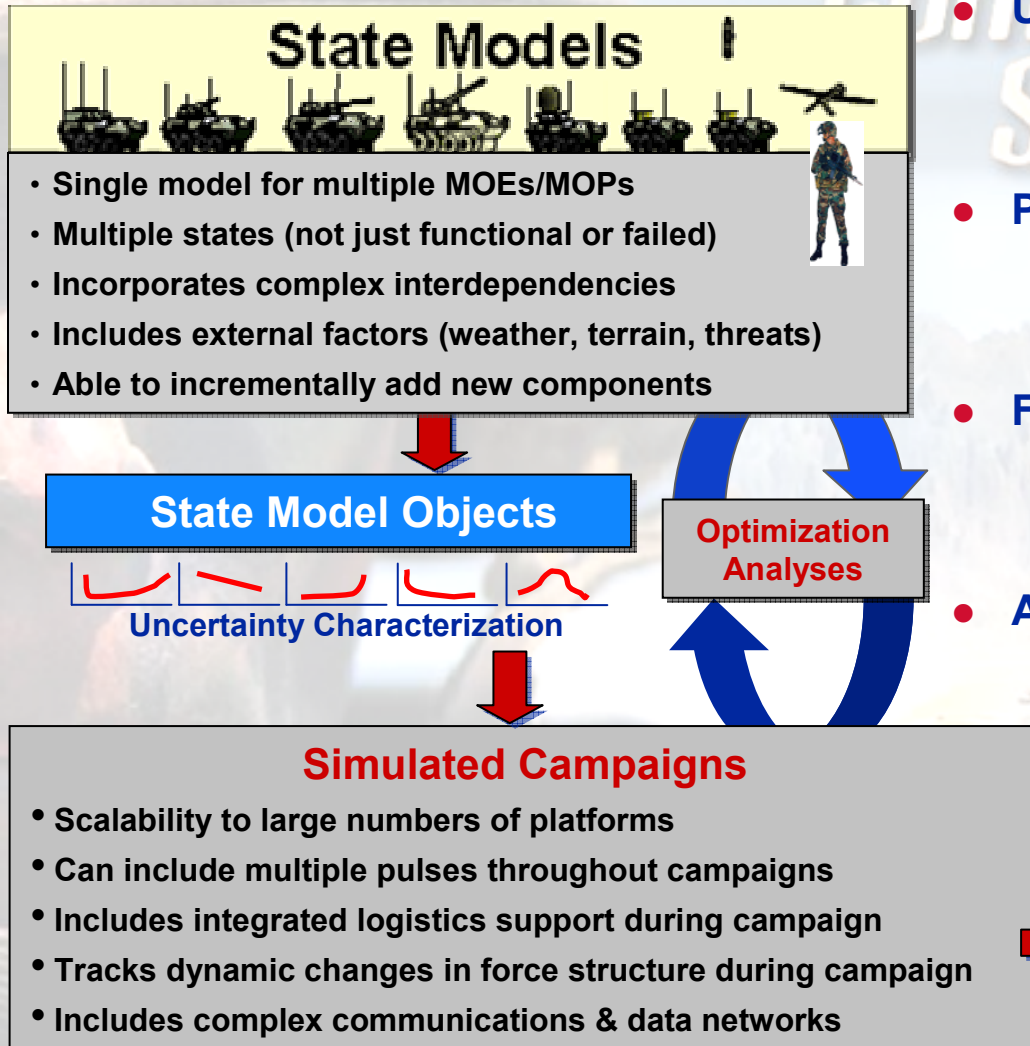 State Models
• Single model for multiple MOEs/MOPs
• Multiple states (not just functional or failed)
• Incorporates complex interdependencies
• Includes external factors (weather, terrain, threats)
• Able to incrementally add new components
State Model Objects
Uncertainty Characterization
Optimization
Analyses
Simulated Campaigns
• Scalability to large numbers of platforms
• Can include multiple pulses throughout campaigns
• Includes integrated logistics support during campaign
• Tracks dynamic changes in force structure during campaign
• Includes complex communications & data networks
• U
• P
• F
• A